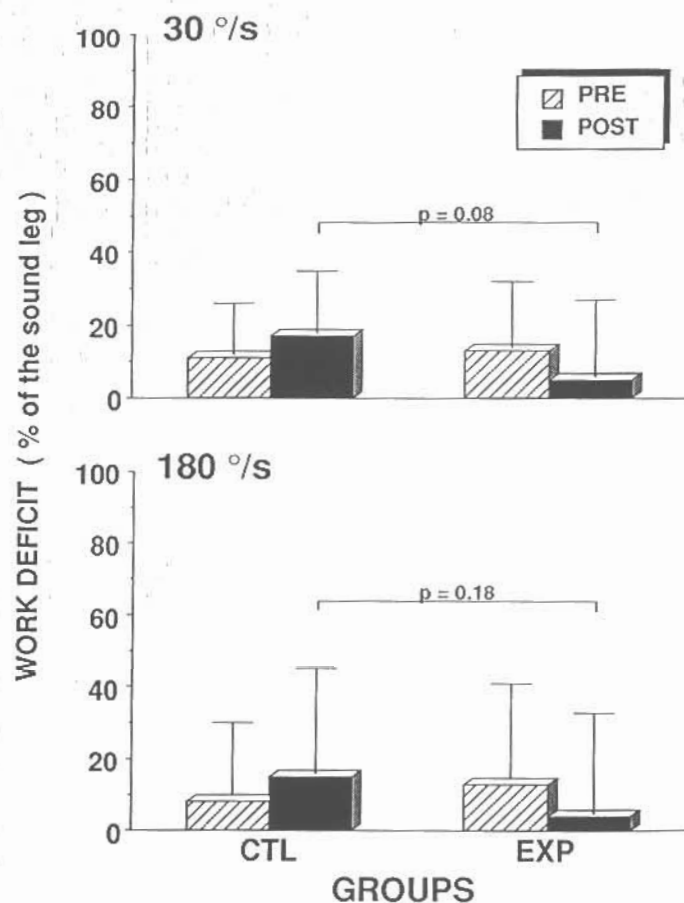 30 °/s
PRE
POST
100
80
60
40
20
0
p = 0.08
WORK DEFICIT ( % of the sound leg )
180 °/s
100
80
60
40
20
0
p = 0.18
CTL EXP
GROUPS